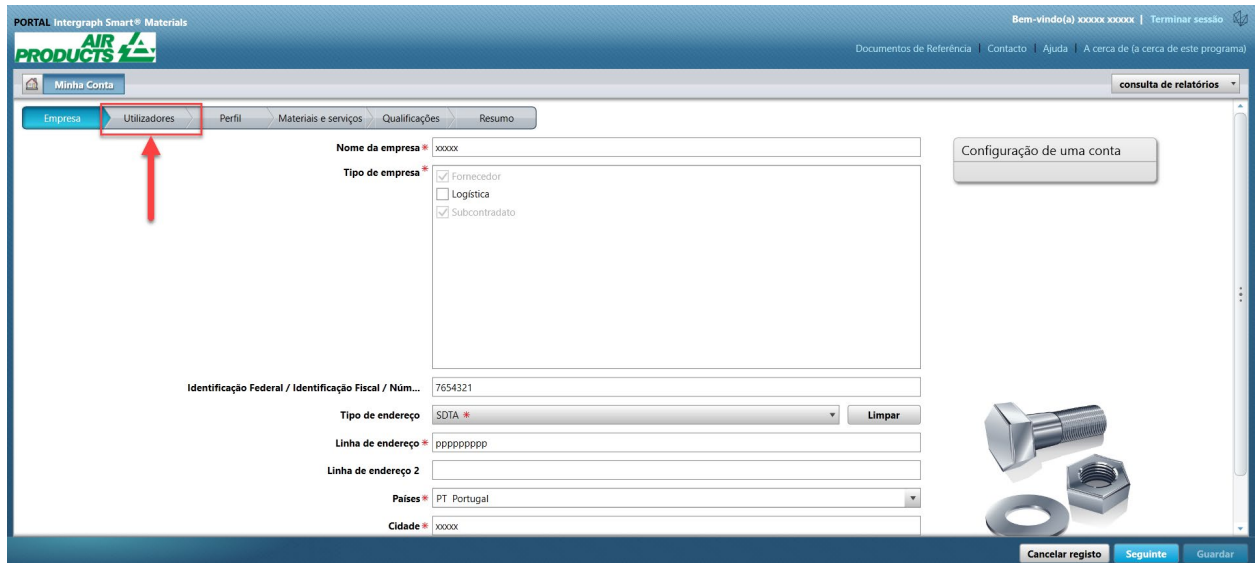 PORTAL Intergraph Smart® Materials
Bem-vindo(a) xxxxx xxxxx | Terminar sessão
AIR
PRODUCTS
Documentos de Referência | Contacto | Ajuda | A cerca de (a cerca de este programa)
Minha Conta
consulta de relatórios
Empresa Utilizadores Perfil Materiais e serviços Qualificações Resumo
Nome da empresa * xxxxx
Configuração de uma conta
Tipo de empresa *
Fornecedor
Logística
Subcontradato
Identificação Federal / Identificação Fiscal / Núm... 7654321
Tipo de endereço SDTA * Limpar
Linha de endereço * ppppppppp
Linha de endereço 2
Países * PT Portugal
Cidade * xxxxx
Cancelar registo Seguinte Guardar